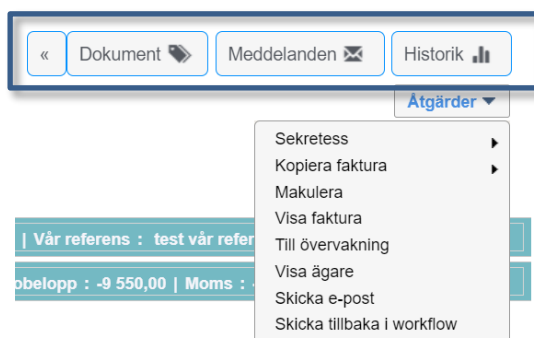 « Dokument Meddelanden Historik
Åtgärder
Sekretess
Kopiera faktura
Makulera
Visa faktura
| Vår referens : test vår refer
Till övervakning
Visa ägare
obelopp : -9 550,00 | Moms :
Skicka e-post
Skicka tillbaka i workflow